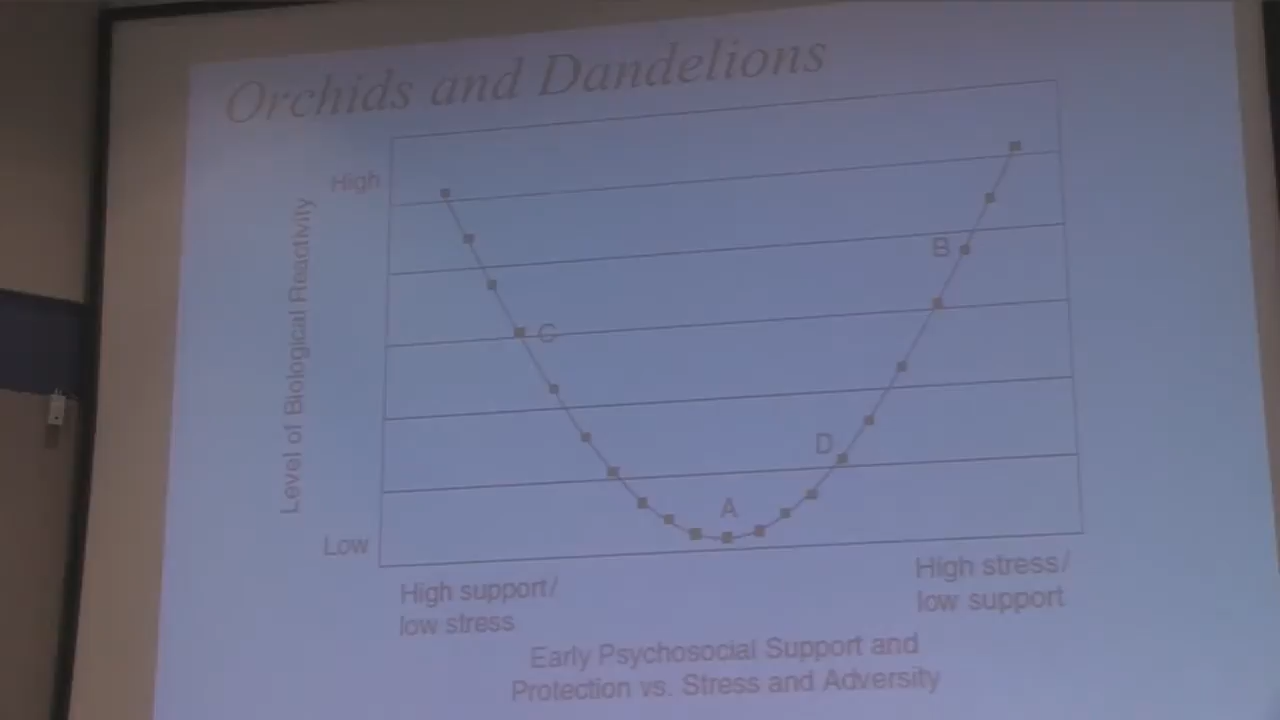 Orchids and Dandelions
High
Level of Biological Reactivity
B
C
D
A
Low
High support/
low stress
High stress/
low support
Early Psychosocial Support and
Protection vs. Stress and Adversity